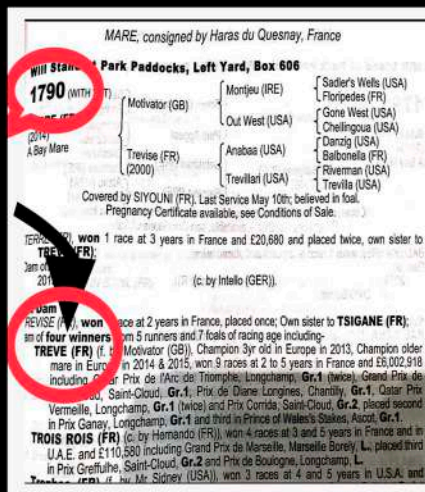 MARE, consigned by Haras du Quesnay, France
Will Stand at Park Paddocks, Left Yard, Box 606
1790 (WITH
Motivator (GB)
Montjeu (IRE)
Sadler's Wells (USA)
Floripedes (FR)
Out West (USA)
Gone West (USA)
Chellingoua (USA)
(2014)
A Bay Mare
Trevise (FR)
(2000)
Anabaa (USA)
Danzig (USA)
Balbonella (FR)
Trevillari (USA)
Riverman (USA)
Trevilla (USA)
Covered by SIYOUNI (FR). Last Service May 10th; believed in foal.
Pregnancy Certificate available, see Conditions of Sale.
won 1 race at 3 years in France and £20,680 and placed twice, own sister to
TREVE (FR);
(c. by Intello (GER)).
Dam
won race at 2 years in France, placed once; Own sister to TSIGANE (FR);
four winners from 5 runners and 7 foals of racing age including-
TREVE (FR) (f. by Motivator (GB)), Champion 3yr old in Europe in 2013, Champion older
mare in Europe in 2014 & 2015, won 9 races at 2 to 5 years in France and £6,002,918
including Qatar Prix de l'Arc de Triomphe, Longchamp, Gr.1 (twice), Grand Prix de
Saint-Cloud, Gr.1, Prix de Diane Longines, Chantilly, Gr.1, Qatar Prix
Vermeille, Longchamp, Gr.1 (twice) and Prix Corrida, Saint-Cloud, Gr.2, placed second
in Prix Ganay, Longchamp, Gr.1 and third in Prince of Wales's Stakes, Ascot, Gr.1.
TROIS ROIS (FR) (c. by Hernando (FR)), won 4 races at 3 and 5 years in France and in
U.A.E. and £110,580 including Grand Prix de Marseille, Marseille Borely, L., placed third
in Prix Greffulhe, Saint-Cloud, Gr.2 and Prix de Boulogne, Longchamp, L.
(f. by Mr. Sidney (USA)), won 3 races at 4 and 5 years in U.S.A. and